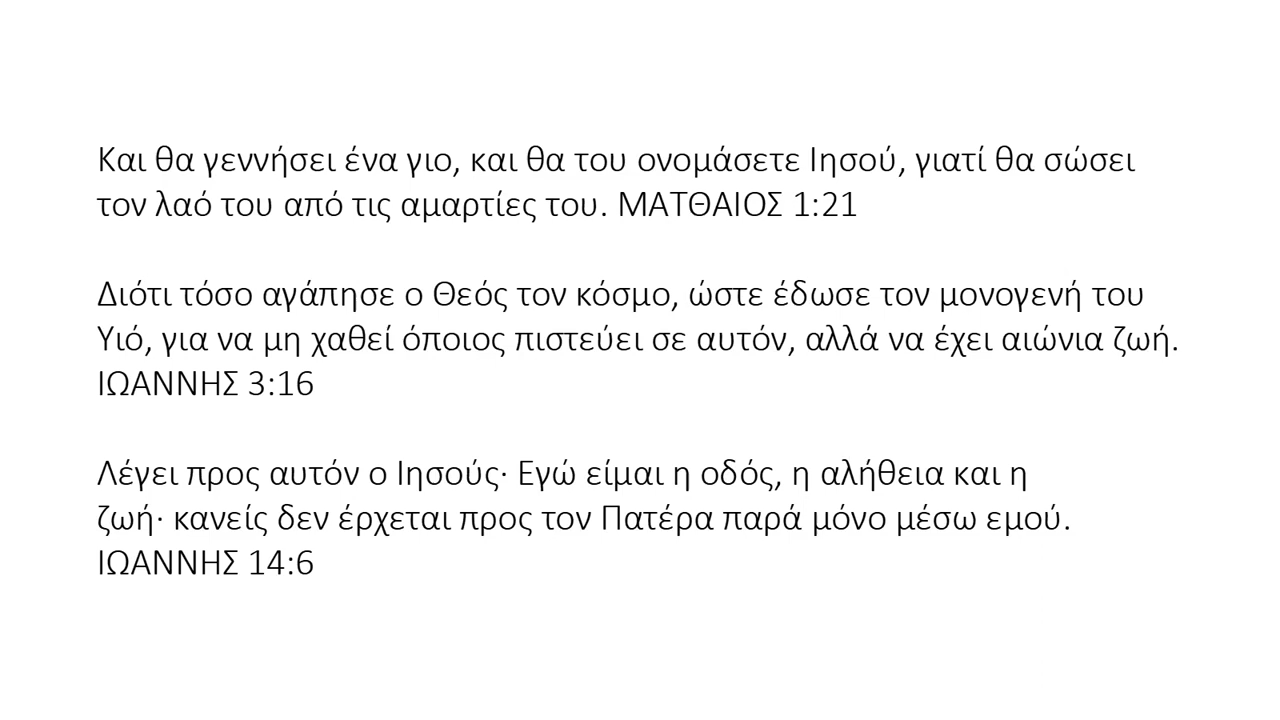 Και θα γεννήσει ένα γιο, και θα του ονομάσετε Ιησού, γιατί θα σώσει
τον λαό του από τις αμαρτίες του. ΜΑΤΘΑΙΟΣ 1:21
Διότι τόσο αγάπησε ο Θεός τον κόσμο, ώστε έδωσε τον μονογενή του
Υιό, για να μη χαθεί όποιος πιστεύει σε αυτόν, αλλά να έχει αιώνια ζωή.
ΙΩΑΝΝΗΣ 3:16
Λέγει προς αυτόν ο Ιησούς· Εγώ είμαι η οδός, η αλήθεια και η
ζωή· κανείς δεν έρχεται προς τον Πατέρα παρά μόνο μέσω εμού.
ΙΩΑΝΝΗΣ 14:6